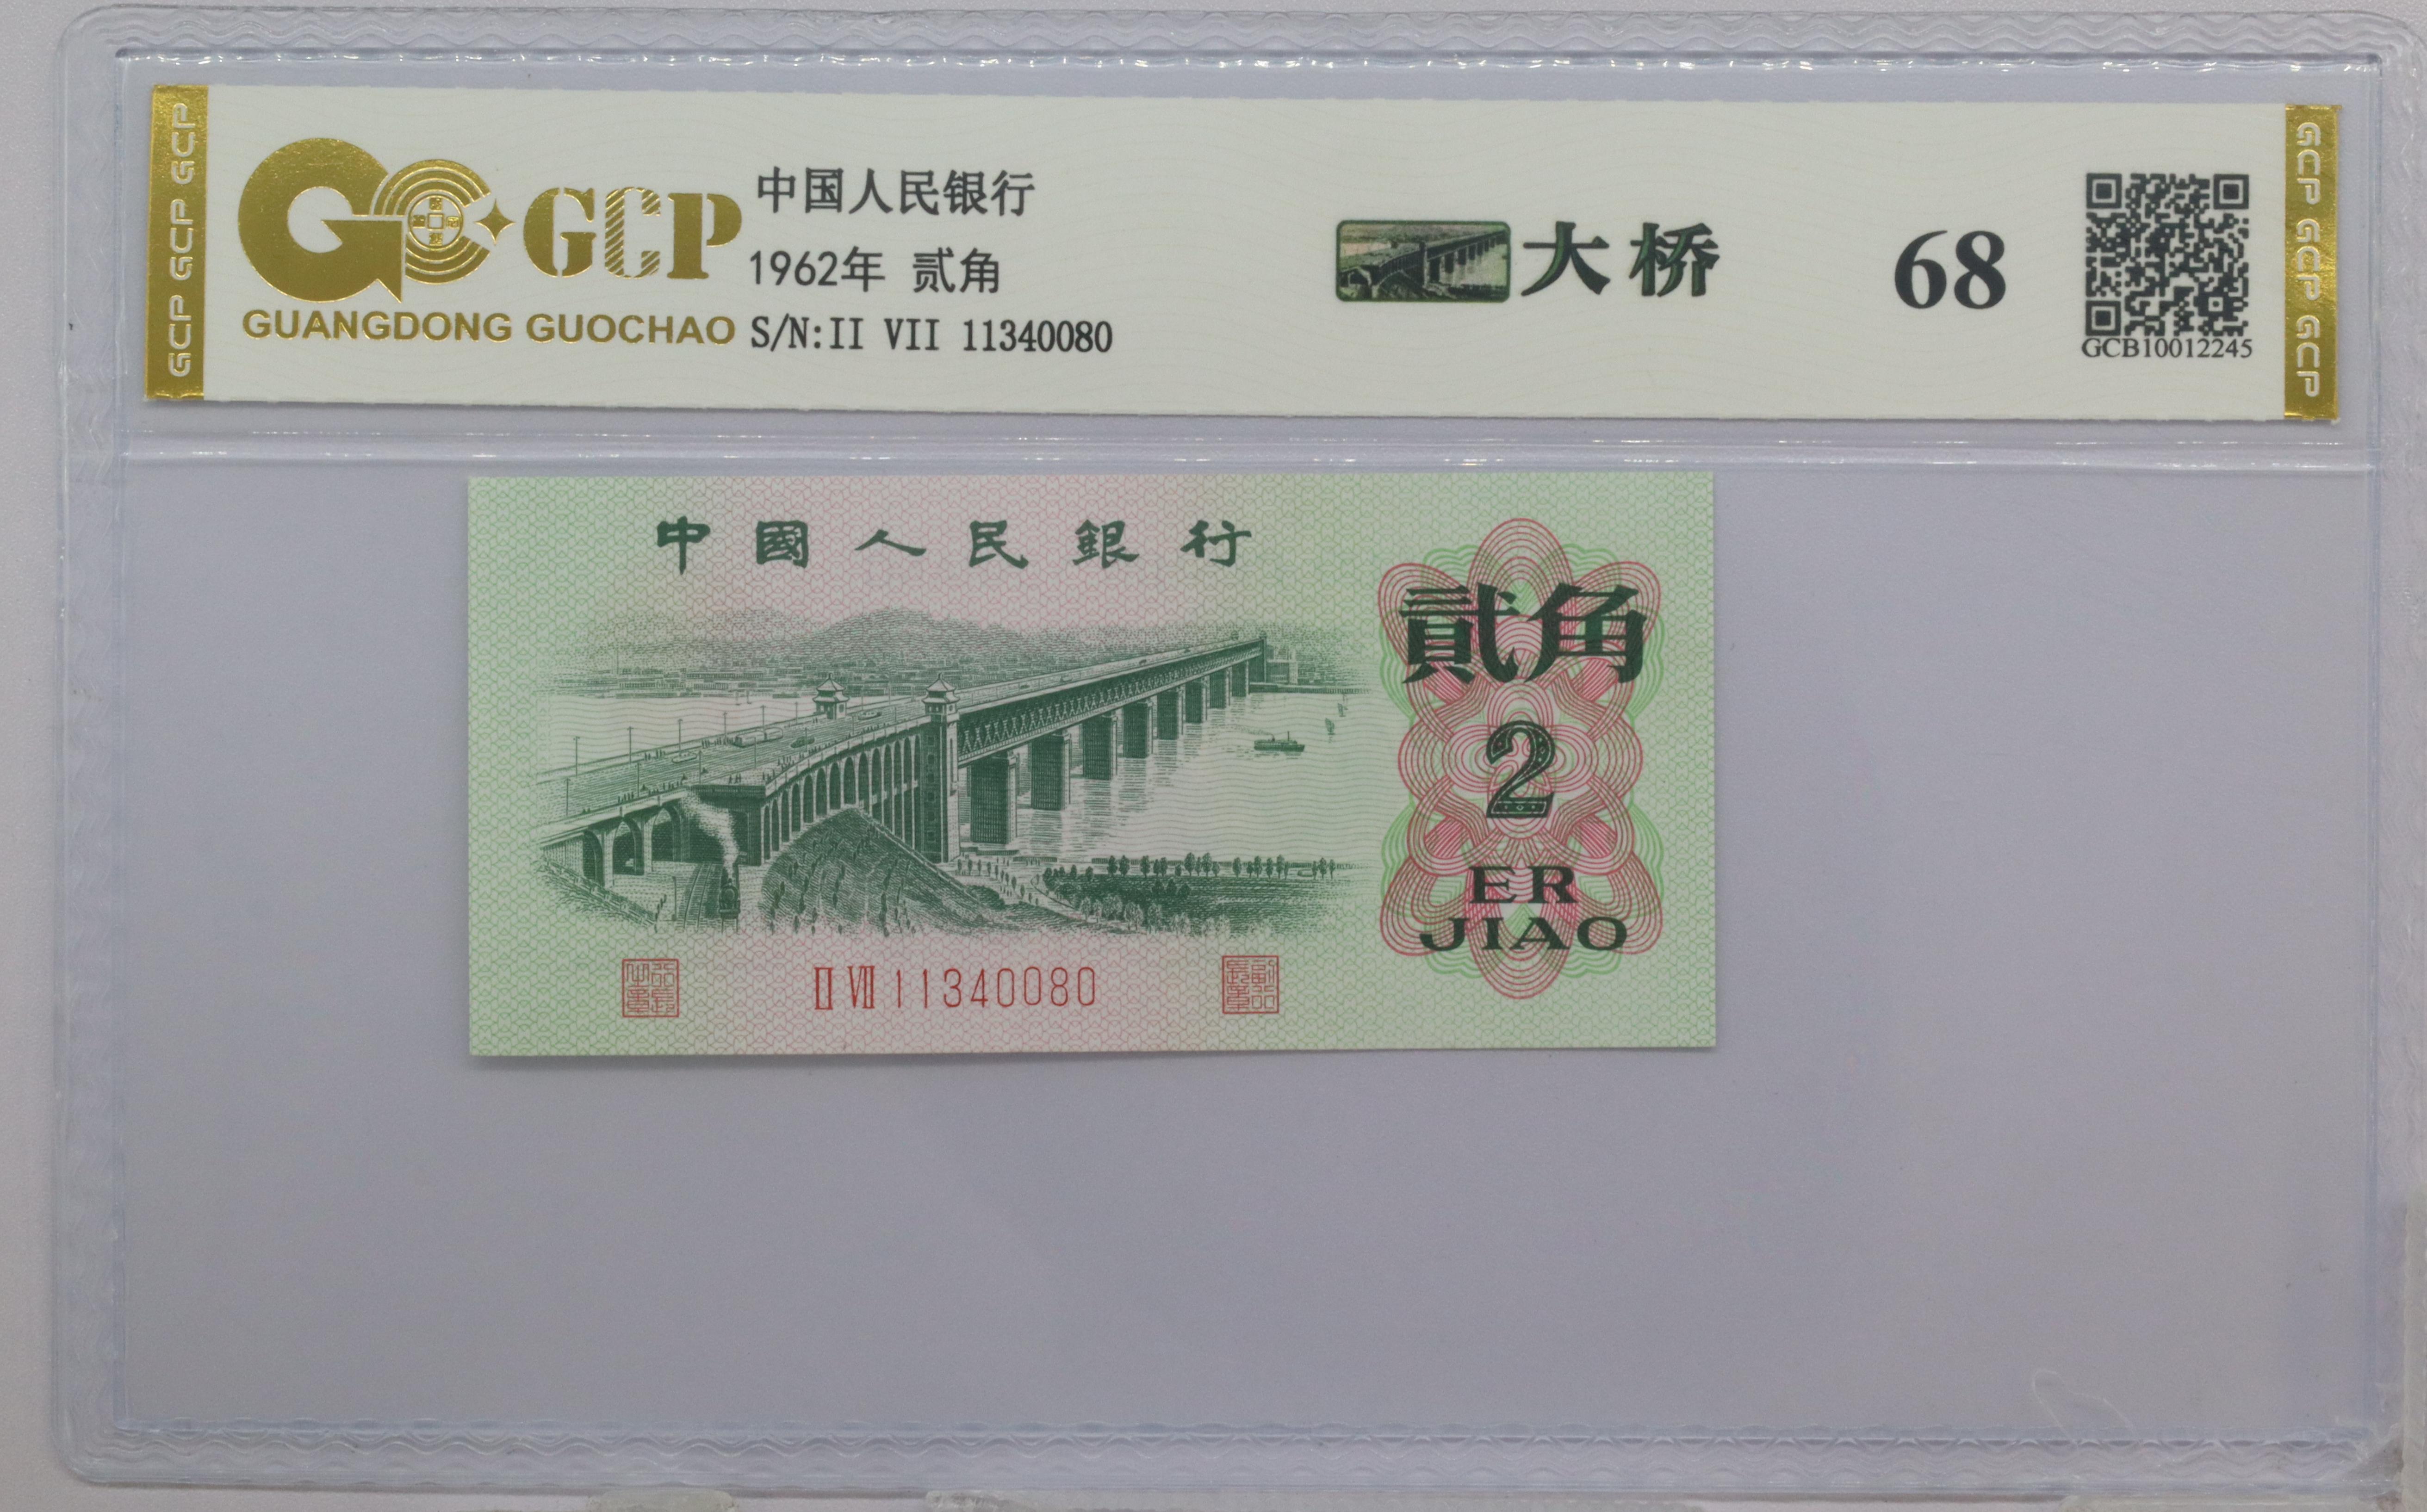 GCP GCP GCP
GCP
GUANGDONG GUOCHAO
中国人民银行
1962年 贰角
S/N:II VII 11340080
大桥
68
GCB10012245
GCP GCP GCP
中國人民銀行
貳角
2
ER
JIAO
II VII 11340080